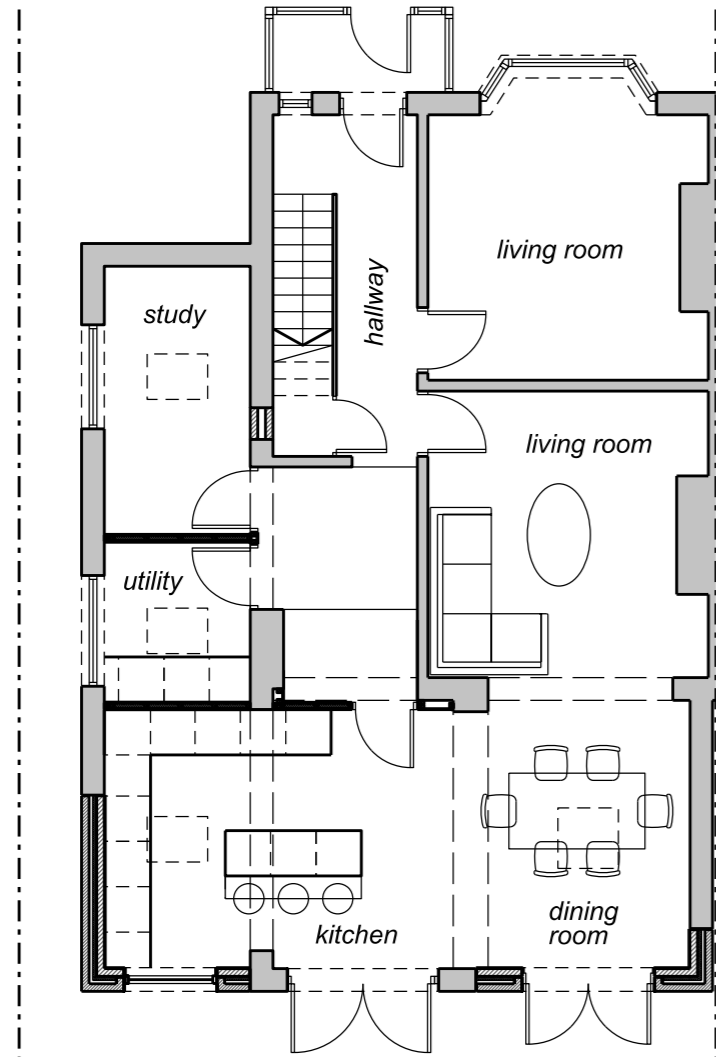 living room
hallway
study
living room
utility
dining
room
kitchen